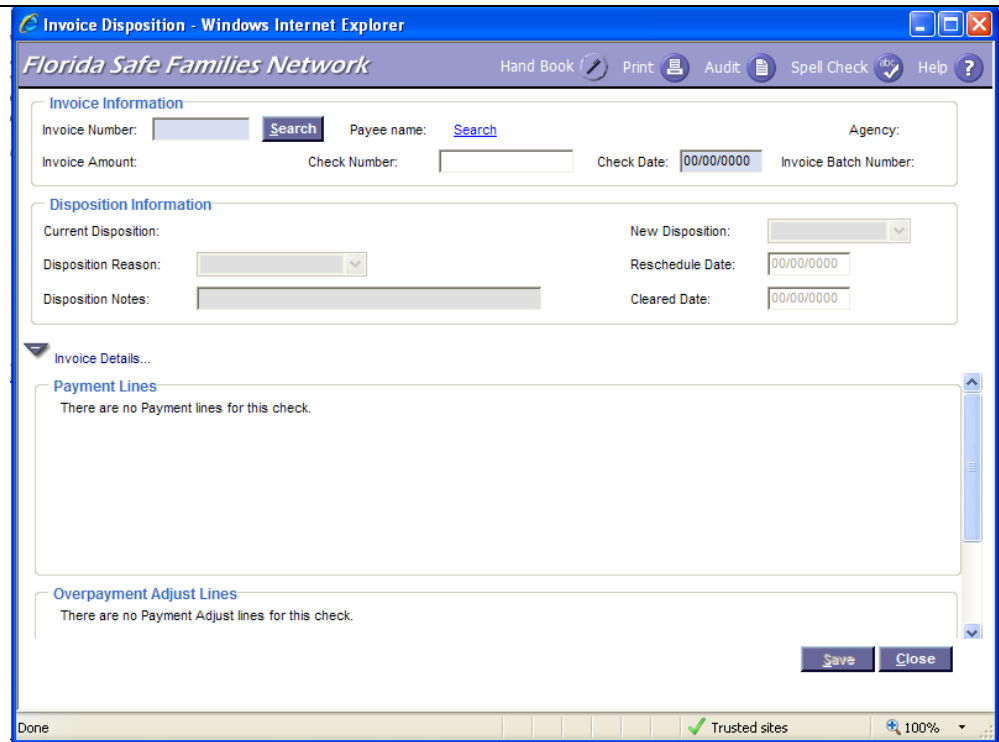 Invoice Disposition - Windows Internet Explorer
Florida Safe Families Network Hand Book Print Audit Spell Check abc Help ?
Invoice Information
Invoice Number: Search Payee name: Search Agency:
Invoice Amount: Check Number: Check Date: 00/00/0000 Invoice Batch Number:
Disposition Information
Current Disposition: New Disposition:
Disposition Reason: Reschedule Date: 00/00/0000
Disposition Notes: Cleared Date: 00/00/0000
Invoice Details...
Payment Lines
There are no Payment lines for this check.
Overpayment Adjust Lines
There are no Payment Adjust lines for this check.
Save Close
Done Trusted sites 100%